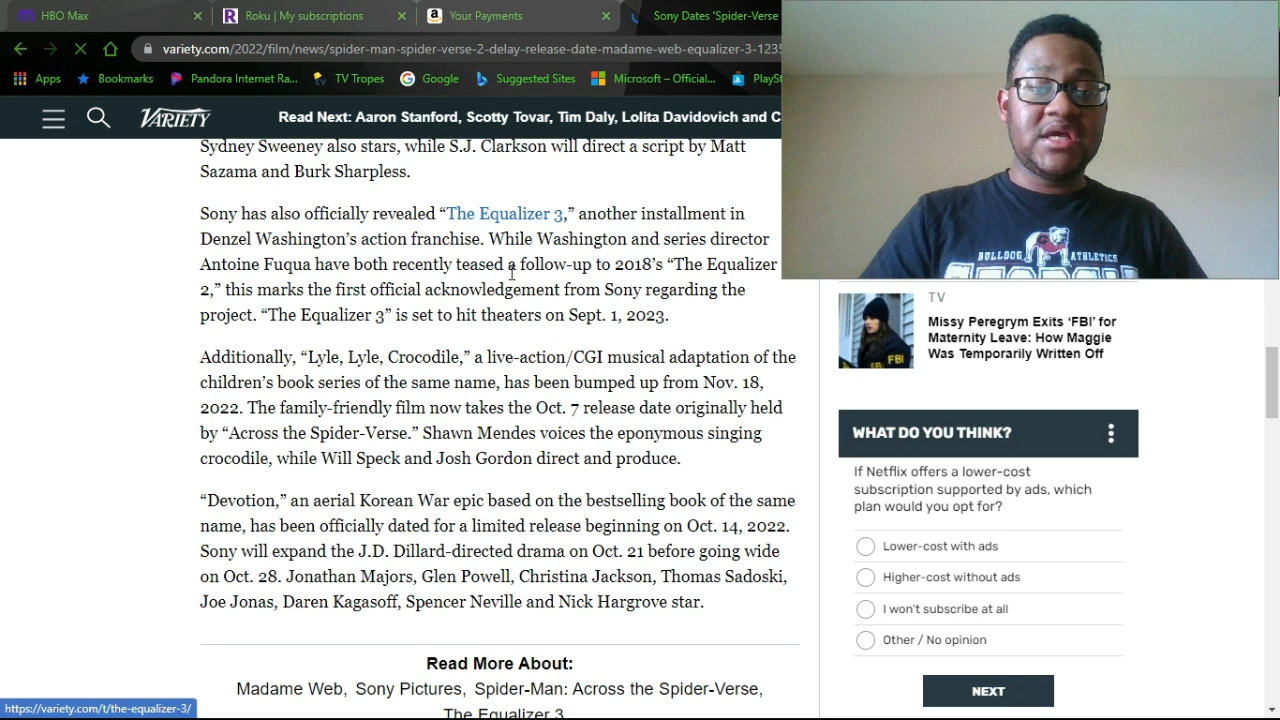 HBO Max
Roku | My subscriptions
Your Payments
Sony Dates 'Spider-Verse
variety.com/2022/film/news/spider-man-spider-verse-2-delay-release-date-madame-web-equalizer-3-1235
Apps
Bookmarks
Pandora Internet Ra...
TV Tropes
Google
Suggested Sites
Microsoft – Official...
PlaySt
VARIETY
Read Next: Aaron Stanford, Scotty Tovar, Tim Daly, Lolita Davidovich and C
Sydney Sweeney also stars, while S.J. Clarkson will direct a script by Matt
Sazama and Burk Sharpless.
Sony has also officially revealed “The Equalizer 3,” another installment in
Denzel Washington’s action franchise. While Washington and series director
Antoine Fuqua have both recently teased a follow-up to 2018’s “The Equalizer
2,” this marks the first official acknowledgement from Sony regarding the
project. “The Equalizer 3” is set to hit theaters on Sept. 1, 2023.
Additionally, “Lyle, Lyle, Crocodile,” a live-action/CGI musical adaptation of the
children’s book series of the same name, has been bumped up from Nov. 18,
2022. The family-friendly film now takes the Oct. 7 release date originally held
by “Across the Spider-Verse.” Shawn Mendes voices the eponymous singing
crocodile, while Will Speck and Josh Gordon direct and produce.
“Devotion,” an aerial Korean War epic based on the bestselling book of the same
name, has been officially dated for a limited release beginning on Oct. 14, 2022.
Sony will expand the J.D. Dillard-directed drama on Oct. 21 before going wide
on Oct. 28. Jonathan Majors, Glen Powell, Christina Jackson, Thomas Sadoski,
Joe Jonas, Daren Kagasoff, Spencer Neville and Nick Hargrove star.
Read More About:
Madame Web, Sony Pictures, Spider-Man: Across the Spider-Verse,
The Equalizer 3
https://variety.com/t/the-equalizer-3/
BULLDOG ATHLETICS
TV
Missy Peregrym Exits ‘FBI’ for
Maternity Leave: How Maggie
Was Temporarily Written Off
FBI
WHAT DO YOU THINK?
If Netflix offers a lower-cost
subscription supported by ads, which
plan would you opt for?
Lower-cost with ads
Higher-cost without ads
I won't subscribe at all
Other / No opinion
NEXT